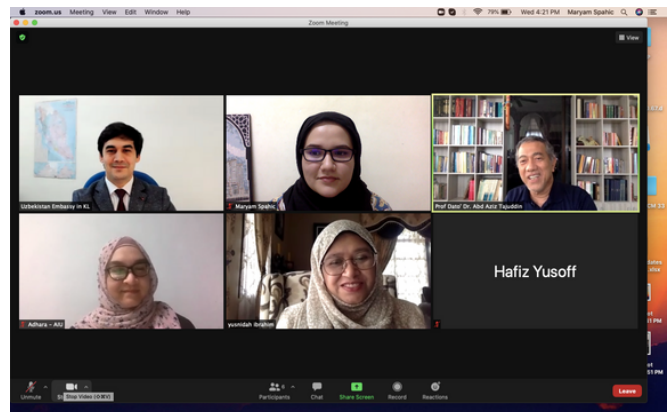 zoom.us Meeting View Edit Window Help
79% Wed 4:21 PM Maryam Spahic
Zoom Meeting
View
Uzbekistan Embassy in KL
Maryam Spahic
Prof Dato' Dr. Abd Aziz Tajuddin
Adhara - AIU
yusnidah Ibrahim
Hafiz Yusoff
Unmute
Stop Video (⇧⌘V)
Participants
Chat
Share Screen
Record
Reactions
Leave